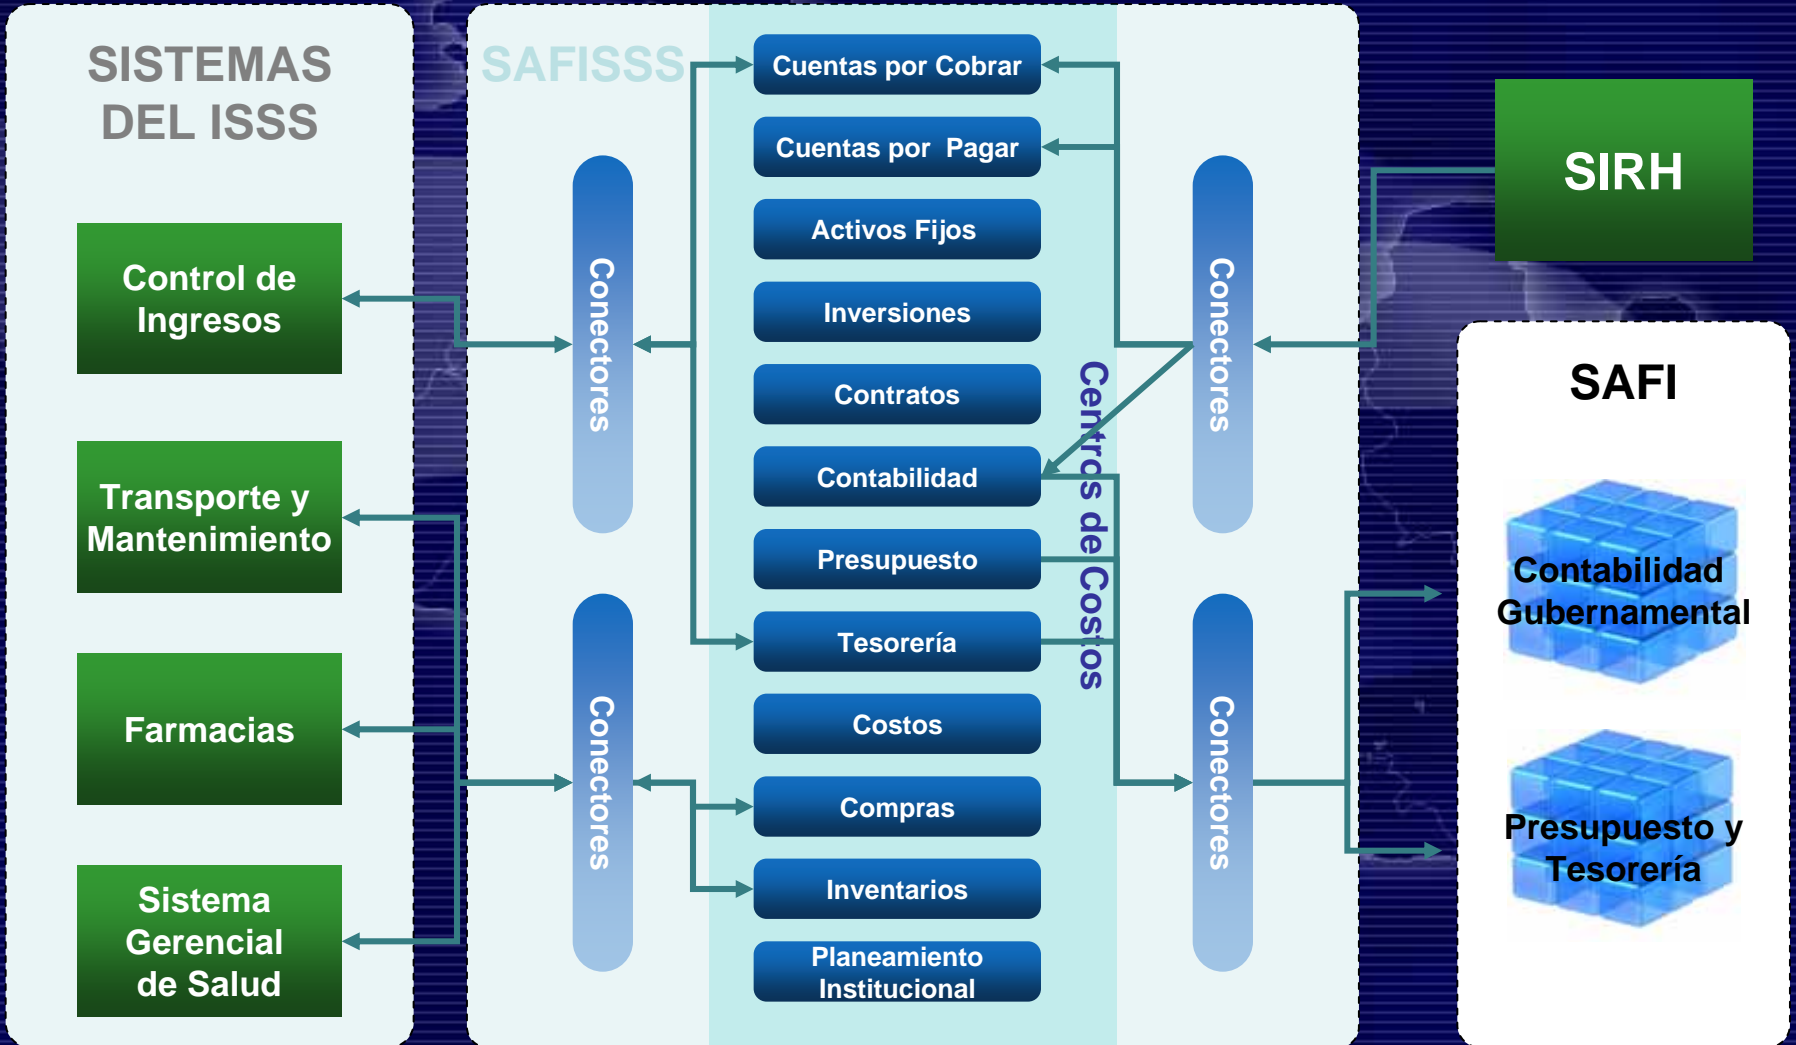 SISTEMAS
DEL ISSS
Control de
Ingresos
Transporte y
Mantenimiento
Farmacias
Sistema
Gerencial
de Salud
SAFISSS
Conectores
Conectores
Cuentas por Cobrar
Cuentas por Pagar
Activos Fijos
Inversiones
Contratos
Contabilidad
Presupuesto
Tesorería
Costos
Compras
Inventarios
Planeamiento
Institucional
Centros de Costos
Conectores
Conectores
SIRH
SAFI
Contabilidad
Gubernamental
Presupuesto y
Tesorería